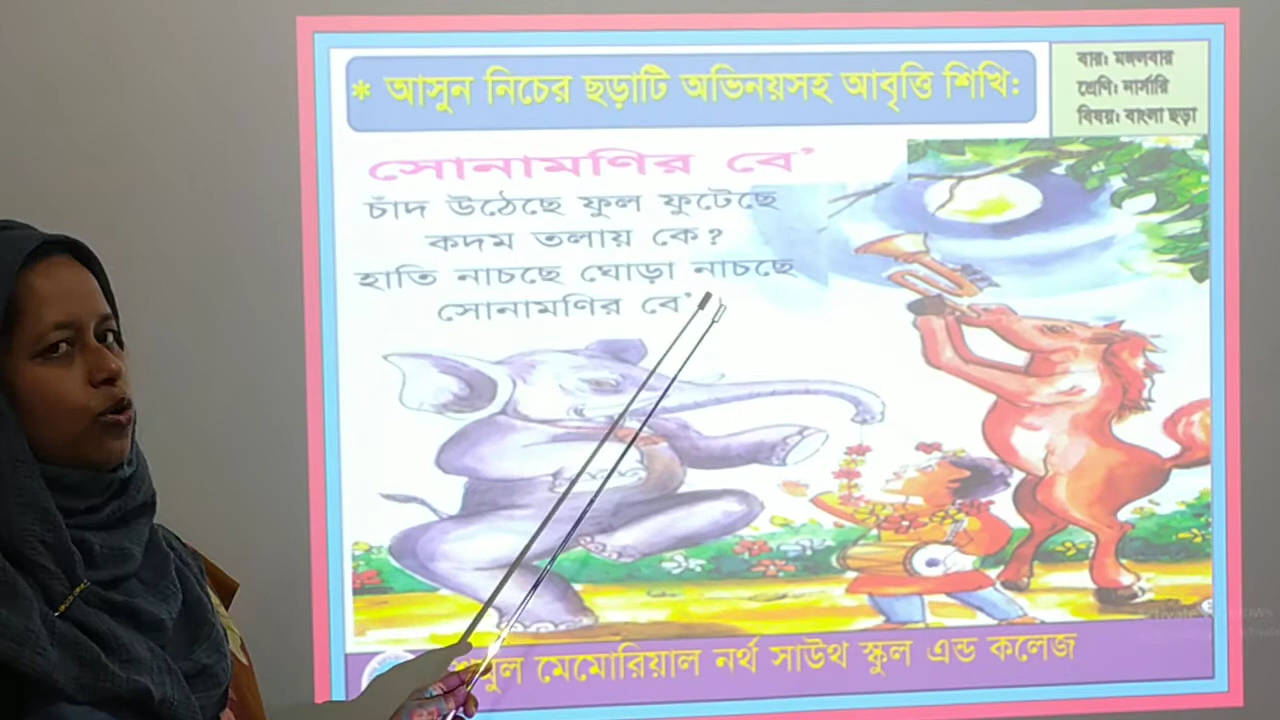 * আসুন নিচের ছড়াটি অভিনয়সহ আবৃত্তি শিখি:
বার: মঙ্গলবার
শ্রেণি: নার্সারি
বিষয়: বাংলা ছড়া
সোনামণির বে'
চাঁদ উঠেছে ফুল ফুটেছে
কদম তলায় কে?
হাতি নাচছে ঘোড়া নাচছে
সোনামণির বে'
মেমোরিয়াল নর্থ সাউথ স্কুল এন্ড কলেজ